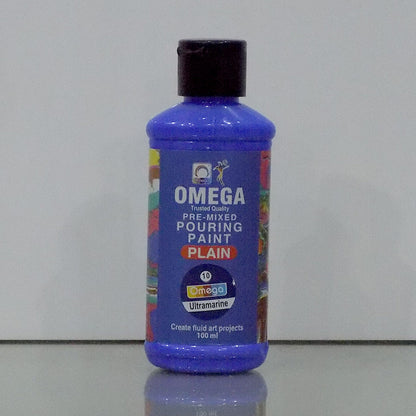 OMEGA
Trusted Quality
PRE-MIXED
POURING
PAINT
PLAIN
10
Omega
Ultramarine
Create fluid art projects
100 ml